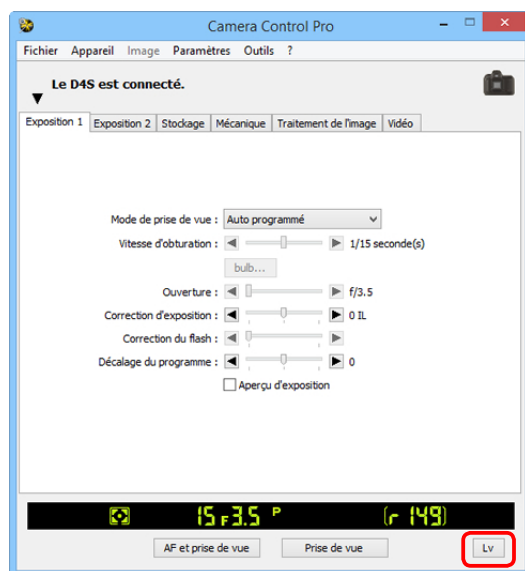 Camera Control Pro
Fichier Appareil Image Paramètres Outils ?
Le D4S est connecté.
Exposition 1 Exposition 2 Stockage Mécanique Traitement de l'image Vidéo
Mode de prise de vue : Auto programmé
Vitesse d'obturation : 1/15 seconde(s)
bulb...
Ouverture : f/3.5
Correction d'exposition : 0 IL
Correction du flash :
Décalage du programme : 0
Aperçu d'exposition
15 F3.5 P (r 149)
AF et prise de vue Prise de vue Lv